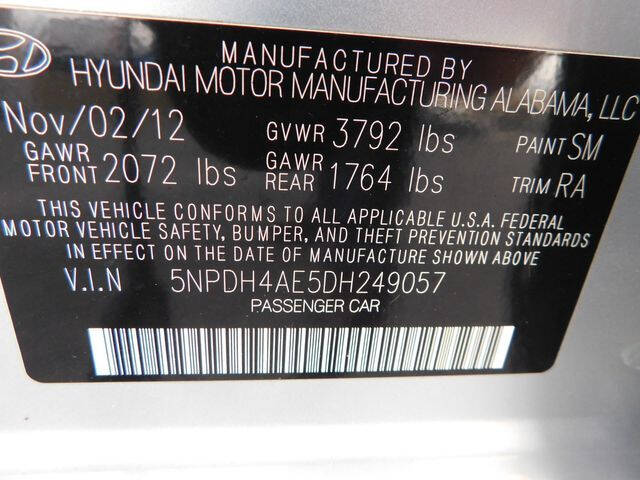 MANUFACTURED BY
HYUNDAI MOTOR MANUFACTURING ALABAMA, LLC
Nov/02/12 GVWR 3792 lbs PAINT SM
GAWR FRONT 2072 lbs GAWR REAR 1764 lbs TRIM RA
THIS VEHICLE CONFORMS TO ALL APPLICABLE U.S.A. FEDERAL
MOTOR VEHICLE SAFETY, BUMPER, AND THEFT PREVENTION STANDARDS
IN EFFECT ON THE DATE OF MANUFACTURE SHOWN ABOVE
V.I.N 5NPDH4AE5DH249057
PASSENGER CAR